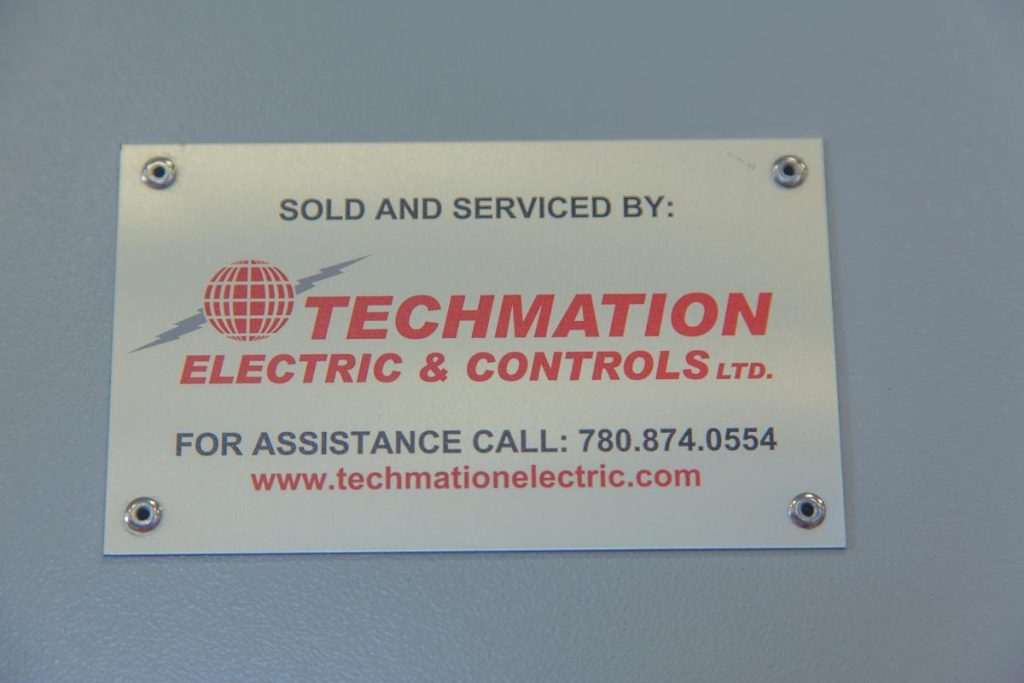 SOLD AND SERVICED BY:
TECHMATION
ELECTRIC & CONTROLS LTD.
FOR ASSISTANCE CALL: 780.874.0554
www.techmationelectric.com